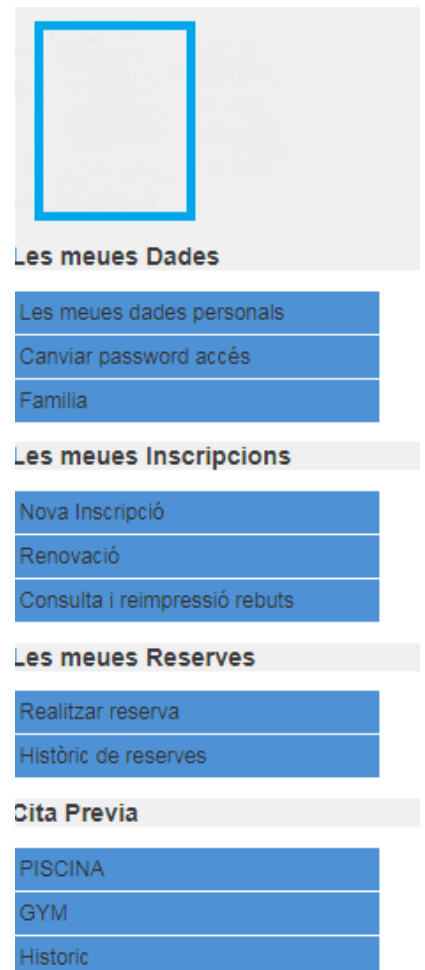 Les meues Dades
Les meues dades personals
Canviar password accés
Familia
Les meues Inscripcions
Nova Inscripció
Renovació
Consulta i reimpressió rebuts
Les meues Reserves
Realitzar reserva
Històric de reserves
Cita Previa
PISCINA
GYM
Historic